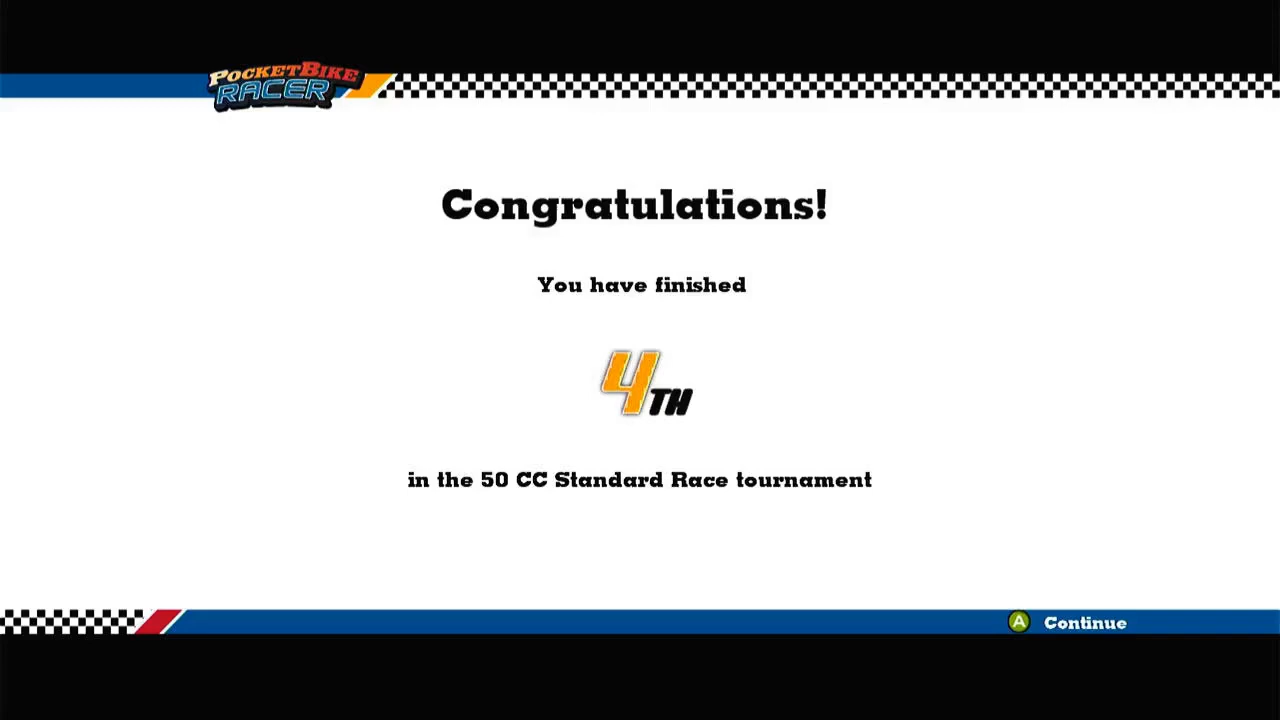 POCKETBIKE
RACER
Congratulations!
You have finished
4TH
in the 50 CC Standard Race tournament
A Continue